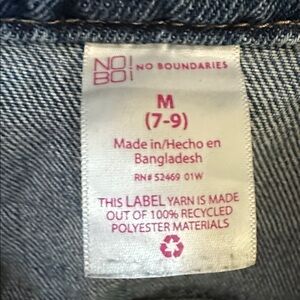 NO!
BO!
NO BOUNDARIES
M
(7-9)
Made in/Hecho en
Bangladesh
RN# 52469 01W
THIS LABEL YARN IS MADE
OUT OF 100% RECYCLED
POLYESTER MATERIALS